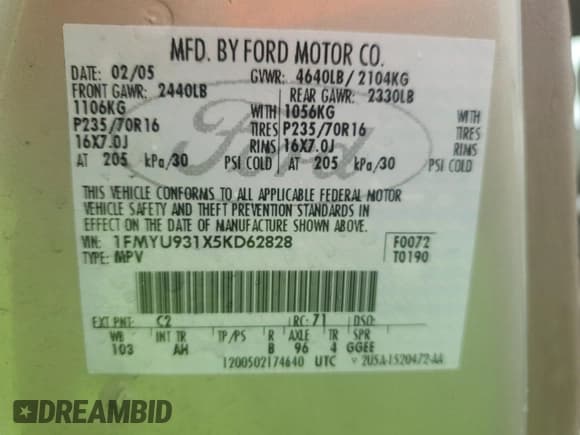 MFD. BY FORD MOTOR CO.
DATE: 02/05 GVWR: 4640LB/2104KG
FRONT GAWR: 2440LB REAR GAWR: 2330LB
1106KG WITH 1056KG WITH
P235/70R16 TIRES P235/70R16 TIRES
16X7.0J RIMS 16X7.0J RIMS
AT 205 kPa/30 PSI COLD AT 205 kPa/30 PSI COLD
THIS VEHICLE CONFORMS TO ALL APPLICABLE FEDERAL MOTOR
VEHICLE SAFETY AND THEFT PREVENTION STANDARDS IN
EFFECT ON THE DATE OF MANUFACTURE SHOWN ABOVE.
VIN: 1FMYU931X5KD62828 F0072
TYPE: MPV T0190
EXT PNT: C2 RC: 71 DSO:
WB INT TR TP/PS R AXLE TR SPR
103 AH B 96 4 GGEE
1200502174640 UTC 2U5A-1520472-AA
Ford
DREAMBID